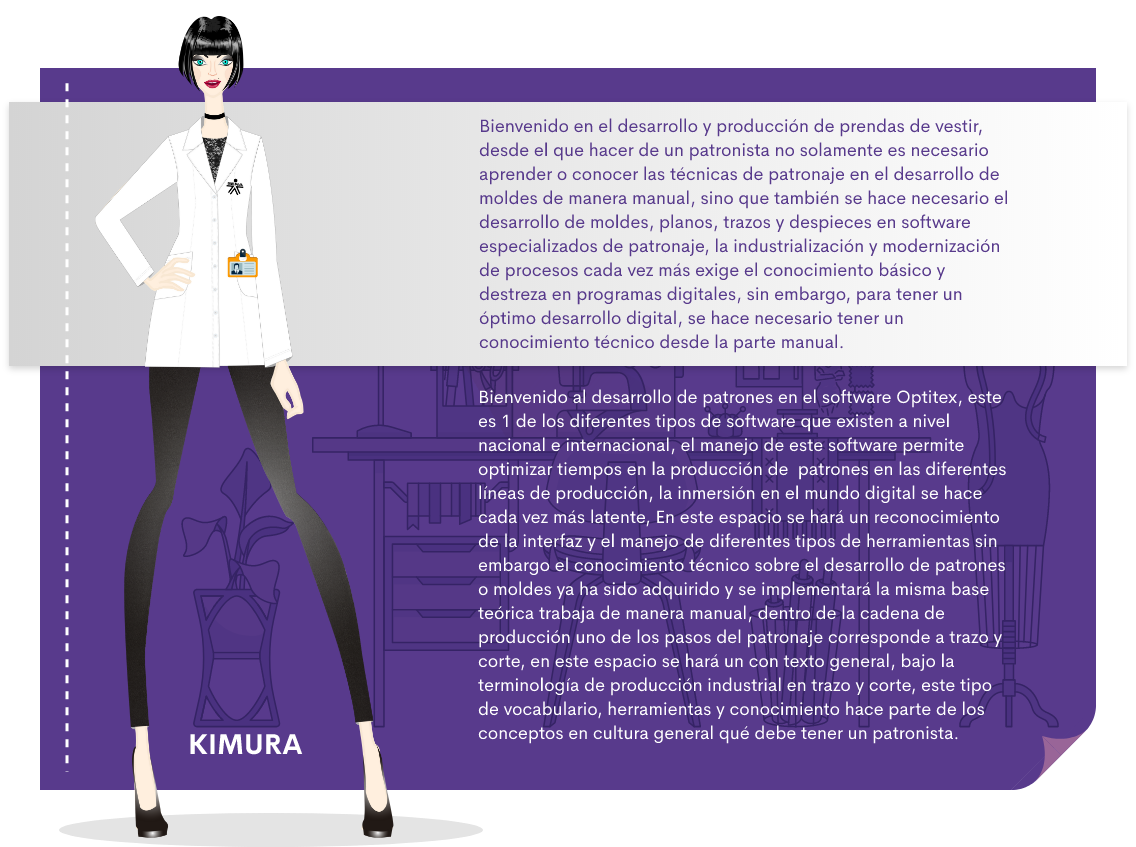 Bienvenido en el desarrollo y producción de prendas de vestir,
desde el que hacer de un patronista no solamente es necesario
aprender o conocer las técnicas de patronaje en el desarrollo de
moldes de manera manual, sino que también se hace necesario el
desarrollo de moldes, planos, trazos y despieces en software
especializados de patronaje, la industrialización y modernización
de procesos cada vez más exige el conocimiento básico y
destreza en programas digitales, sin embargo, para tener un
óptimo desarrollo digital, se hace necesario tener un
conocimiento técnico desde la parte manual.
Bienvenido al desarrollo de patrones en el software Optitex, este
es 1 de los diferentes tipos de software que existen a nivel
nacional e internacional, el manejo de este software permite
optimizar tiempos en la producción de  patrones en las diferentes
líneas de producción, la inmersión en el mundo digital se hace
cada vez más latente, En este espacio se hará un reconocimiento
de la interfaz y el manejo de diferentes tipos de herramientas sin
embargo el conocimiento técnico sobre el desarrollo de patrones
o moldes ya ha sido adquirido y se implementará la misma base
teórica trabaja de manera manual, dentro de la cadena de
producción uno de los pasos del patronaje corresponde a trazo y
corte, en este espacio se hará un con texto general, bajo la
terminología de producción industrial en trazo y corte, este tipo
de vocabulario, herramientas y conocimiento hace parte de los
conceptos en cultura general qué debe tener un patronista.
KIMURA